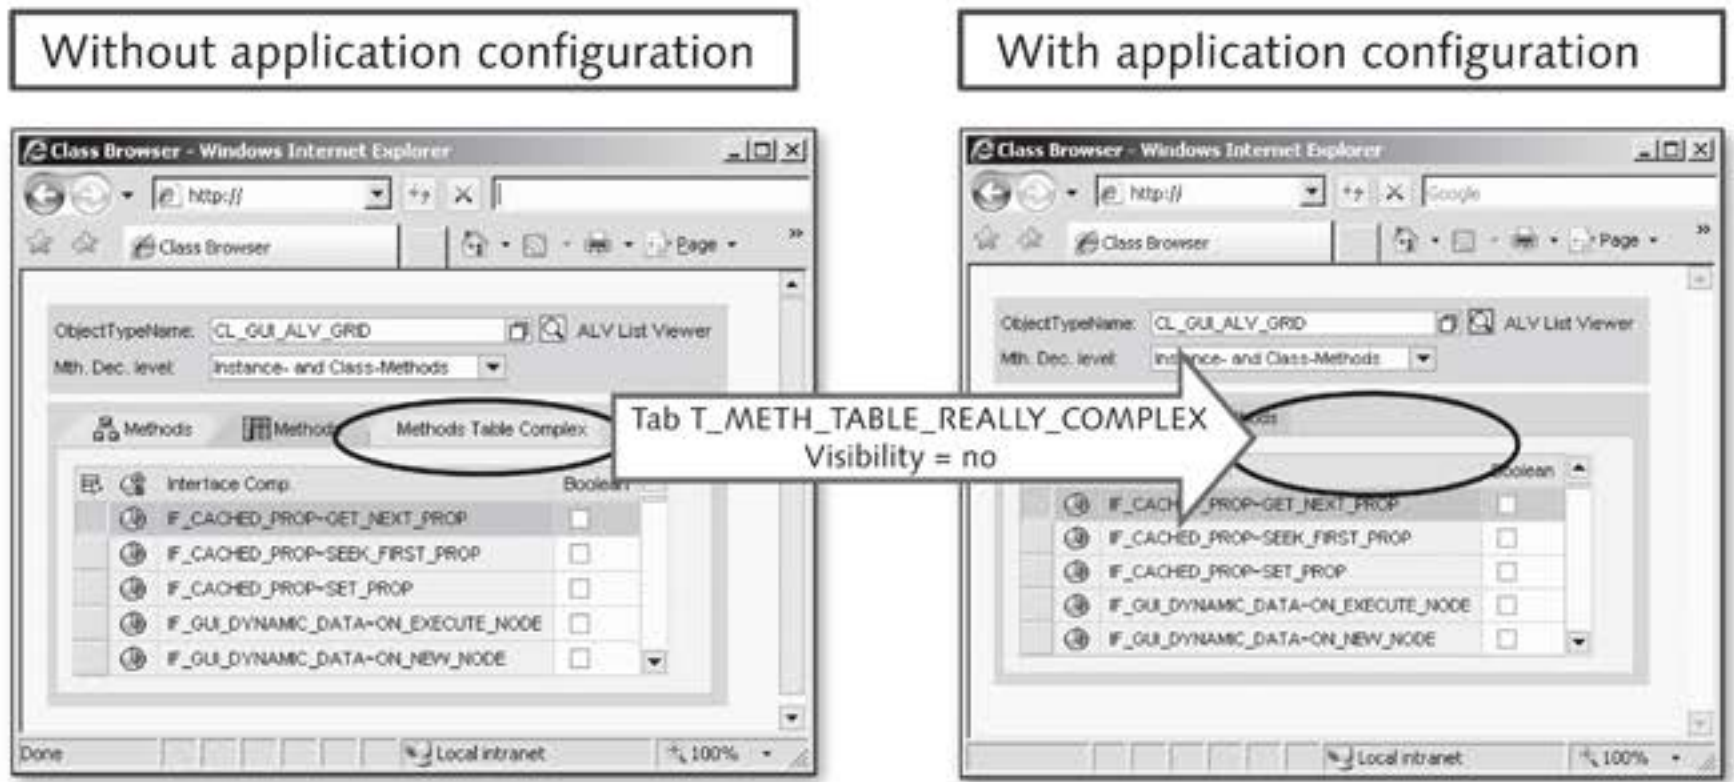 Without application configuration
With application configuration
Class Browser - Windows Internet Explorer
http://
Class Browser
Page
»
ObjectTypeName: CL_GUI_ALV_GRID ALV List Viewer
Mth. Dec. level: Instance- and Class-Methods
Methods Methods Methods Table Complex
Interface Comp. Boolean
IF_CACHED_PROP~GET_NEXT_PROP
IF_CACHED_PROP~SEEK_FIRST_PROP
IF_CACHED_PROP~SET_PROP
IF_GUI_DYNAMIC_DATA~ON_EXECUTE_NODE
IF_GUI_DYNAMIC_DATA~ON_NEW_NODE
Done Local intranet 100%
Tab T_METH_TABLE_REALLY_COMPLEX
Visibility = no
Class Browser - Windows Internet Explorer
http:// Google
Class Browser
Page
»
ObjectTypeName: CL_GUI_ALV_GRID ALV List Viewer
Mth. Dec. level: Instance- and Class-Methods
Boolean
IF_CACHED_PROP~GET_NEXT_PROP
IF_CACHED_PROP~SEEK_FIRST_PROP
IF_CACHED_PROP~SET_PROP
IF_GUI_DYNAMIC_DATA~ON_EXECUTE_NODE
IF_GUI_DYNAMIC_DATA~ON_NEW_NODE
Local intranet 100%